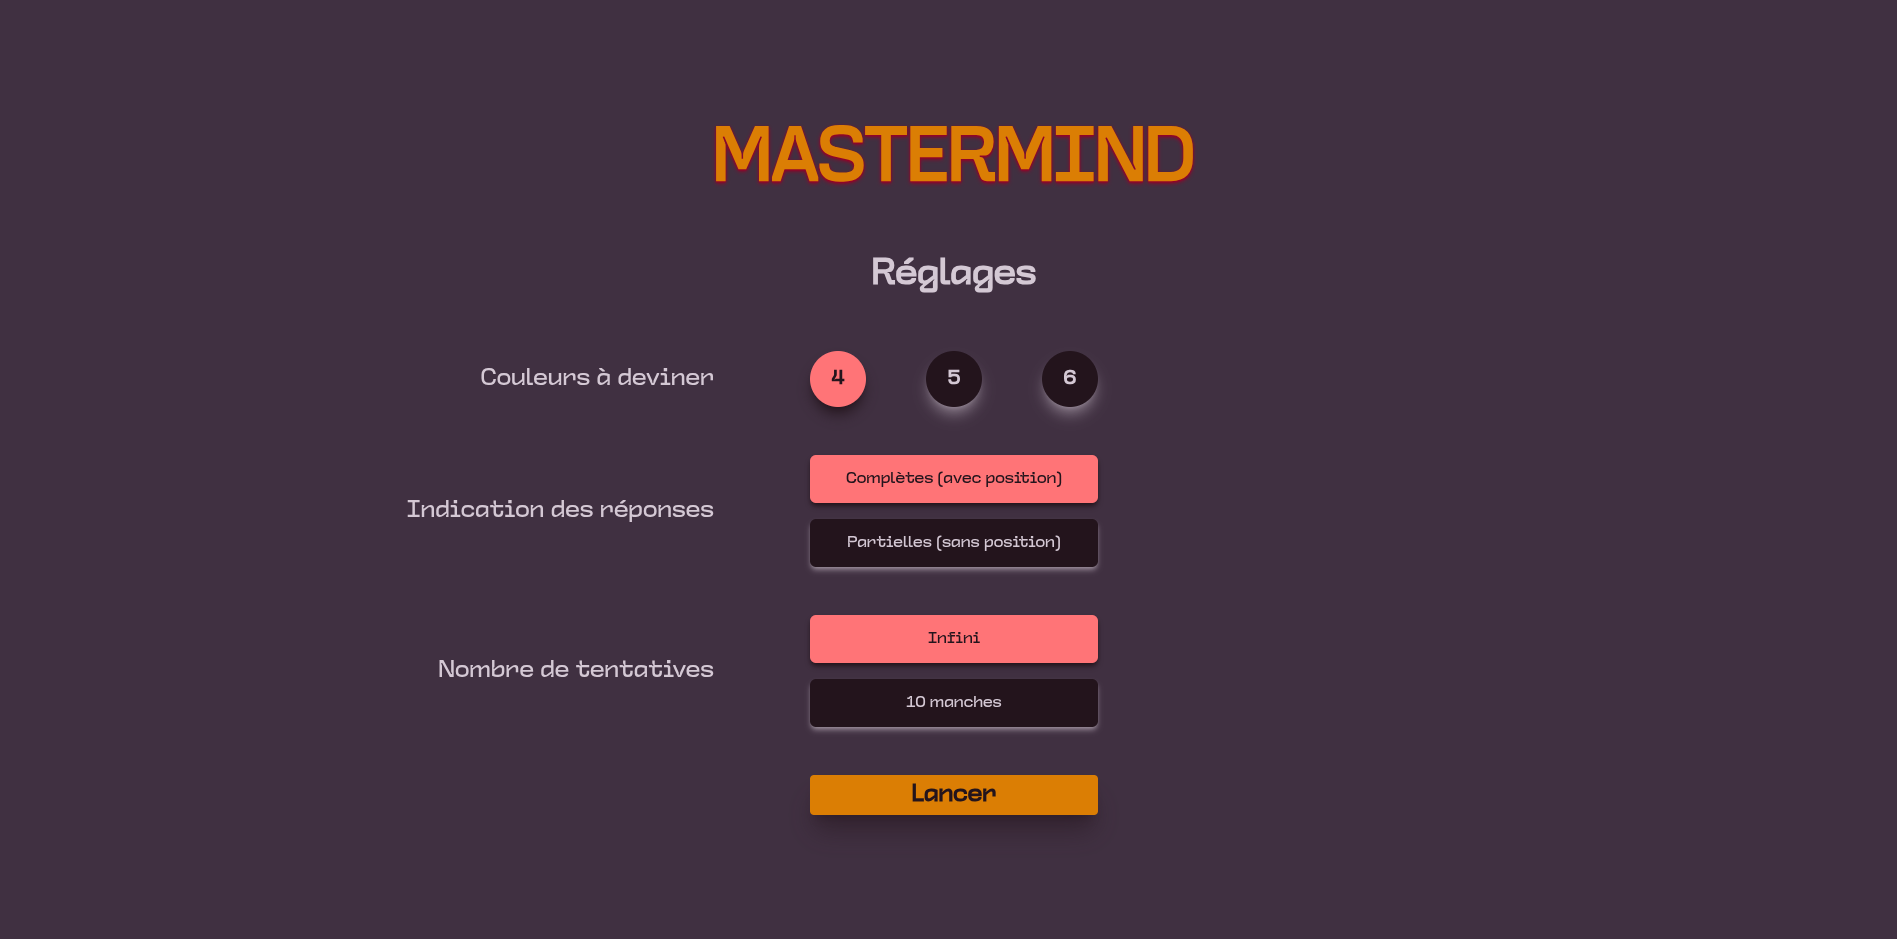 MASTERMIND
Réglages
Couleurs à deviner
4 5 6
Indication des réponses
Complètes (avec position)
Partielles (sans position)
Nombre de tentatives
Infini
10 manches
Lancer